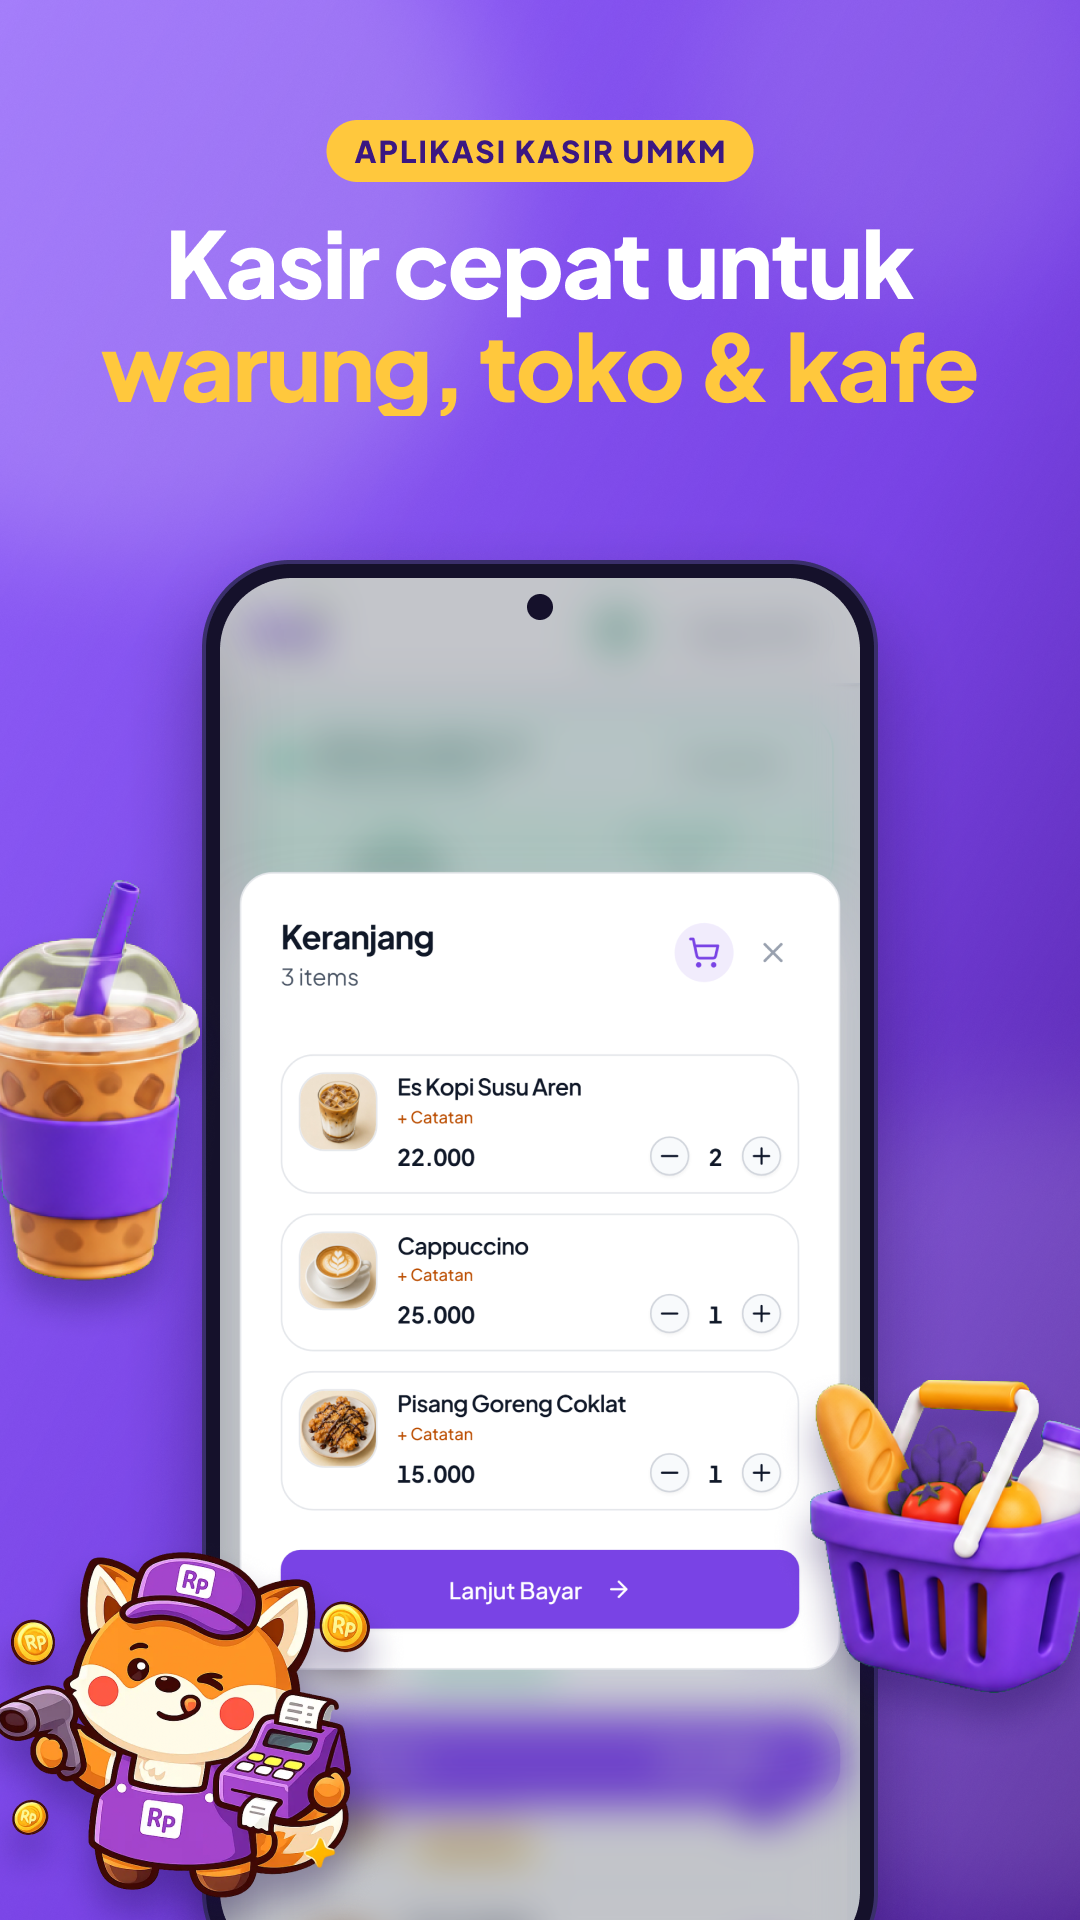 APLIKASI KASIR UMKM
Kasir cepat untuk
warung, toko & kafe
Keranjang
3 items
Es Kopi Susu Aren
+ Catatan
22.000
2
Cappuccino
+ Catatan
25.000
1
Pisang Goreng Coklat
+ Catatan
15.000
1
Lanjut Bayar
Rp
Rp
Rp
Rp
Rp